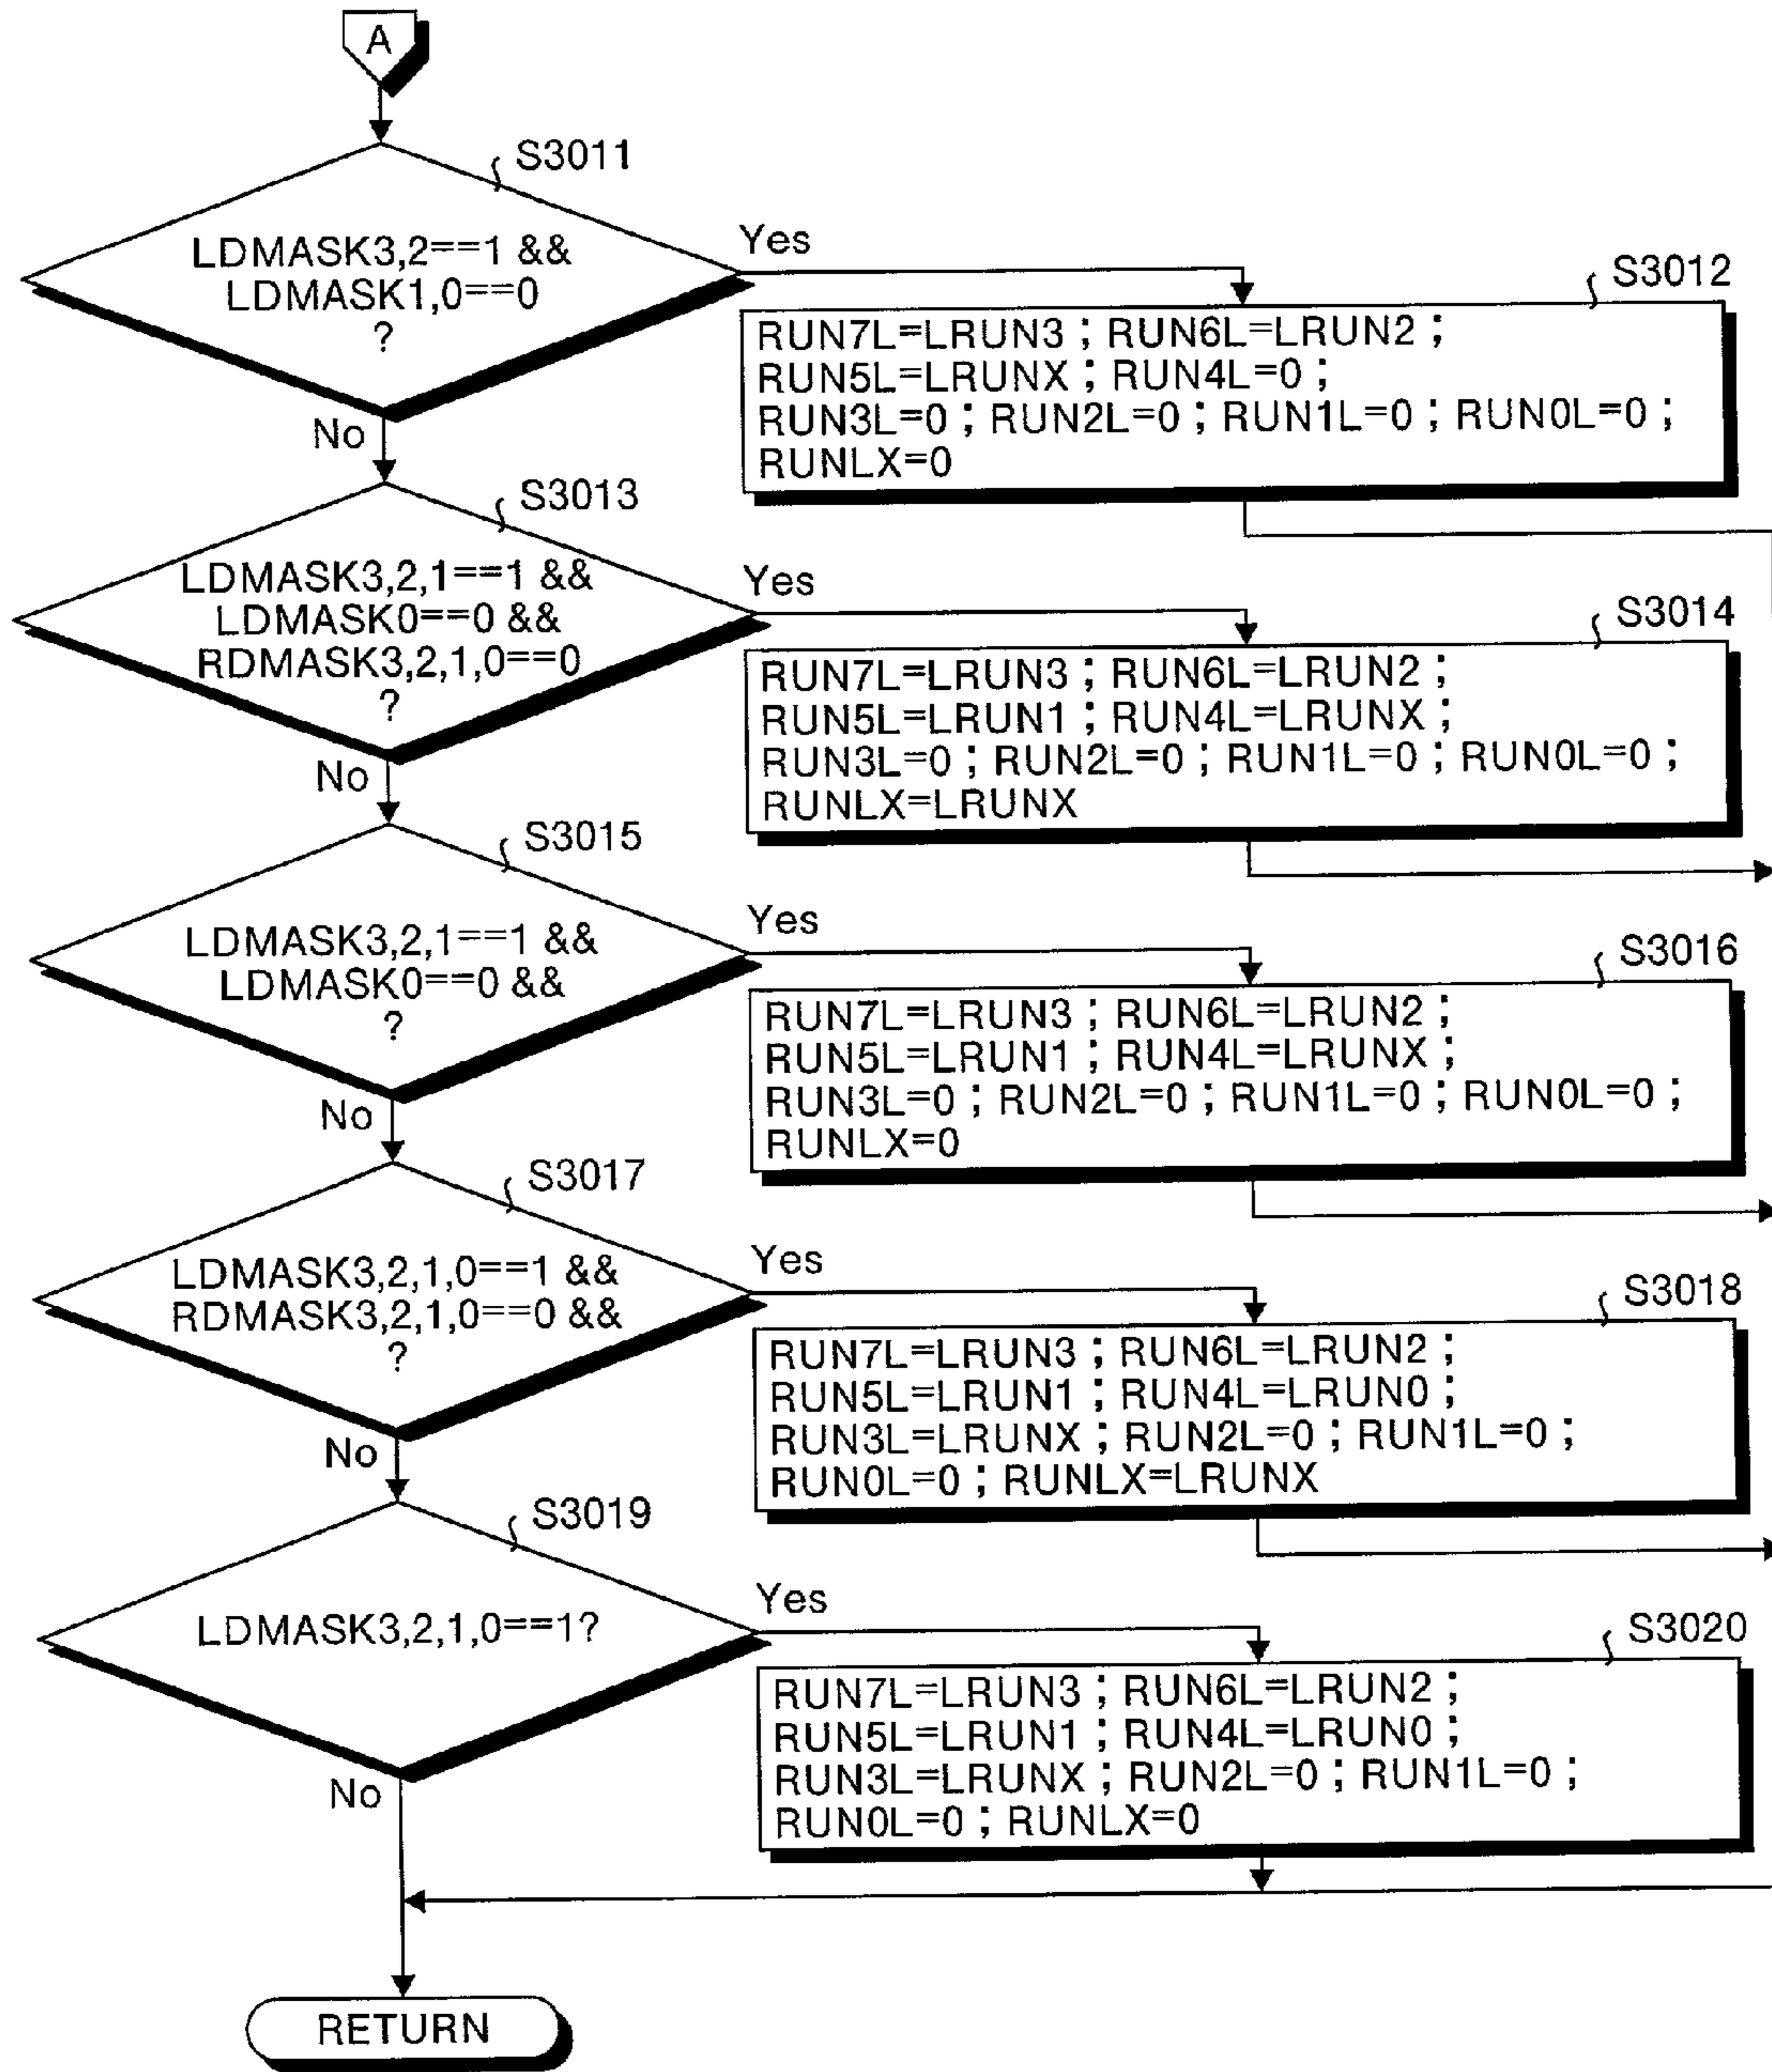 A
S3011
LDMASK3,2==1 &&
LDMASK1,0==0
?
Yes
No
S3012
RUN7L=LRUN3 ; RUN6L=LRUN2 ;
RUN5L=LRUNX ; RUN4L=0 ;
RUN3L=0 ; RUN2L=0 ; RUN1L=0 ; RUN0L=0 ;
RUNLX=0
S3013
LDMASK3,2,1==1 &&
LDMASK0==0 &&
RDMASK3,2,1,0==0
?
Yes
No
S3014
RUN7L=LRUN3 ; RUN6L=LRUN2 ;
RUN5L=LRUN1 ; RUN4L=LRUNX ;
RUN3L=0 ; RUN2L=0 ; RUN1L=0 ; RUN0L=0 ;
RUNLX=LRUNX
S3015
LDMASK3,2,1==1 &&
LDMASK0==0 &&
?
Yes
No
S3016
RUN7L=LRUN3 ; RUN6L=LRUN2 ;
RUN5L=LRUN1 ; RUN4L=LRUNX ;
RUN3L=0 ; RUN2L=0 ; RUN1L=0 ; RUN0L=0 ;
RUNLX=0
S3017
LDMASK3,2,1,0==1 &&
RDMASK3,2,1,0==0 &&
?
Yes
No
S3018
RUN7L=LRUN3 ; RUN6L=LRUN2 ;
RUN5L=LRUN1 ; RUN4L=LRUN0 ;
RUN3L=LRUNX ; RUN2L=0 ; RUN1L=0 ;
RUN0L=0 ; RUNLX=LRUNX
S3019
LDMASK3,2,1,0==1?
Yes
No
S3020
RUN7L=LRUN3 ; RUN6L=LRUN2 ;
RUN5L=LRUN1 ; RUN4L=LRUN0 ;
RUN3L=LRUNX ; RUN2L=0 ; RUN1L=0 ;
RUN0L=0 ; RUNLX=0
RETURN